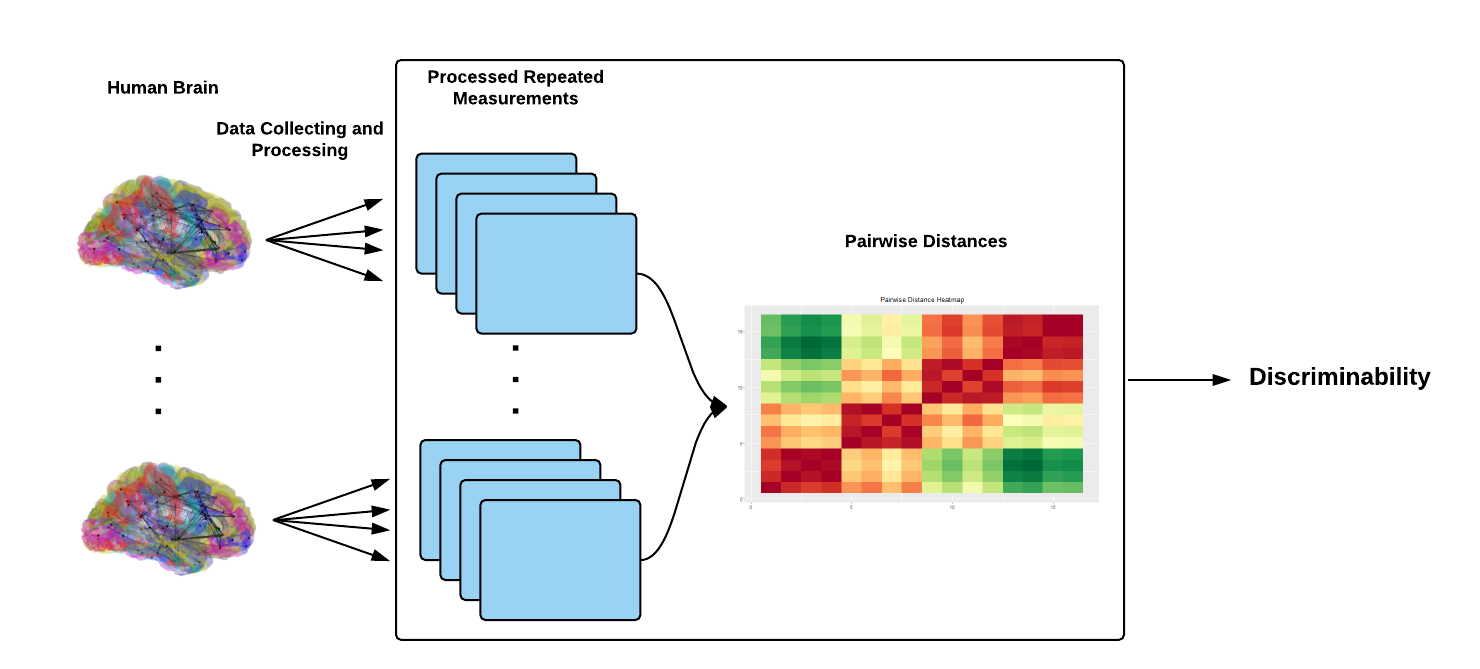 Human Brain
Data Collecting and
Processing
Processed Repeated
Measurements
Pairwise Distances
Pairwise Distance Heatmap
15
10
5
0
0
5
10
15
Discriminability